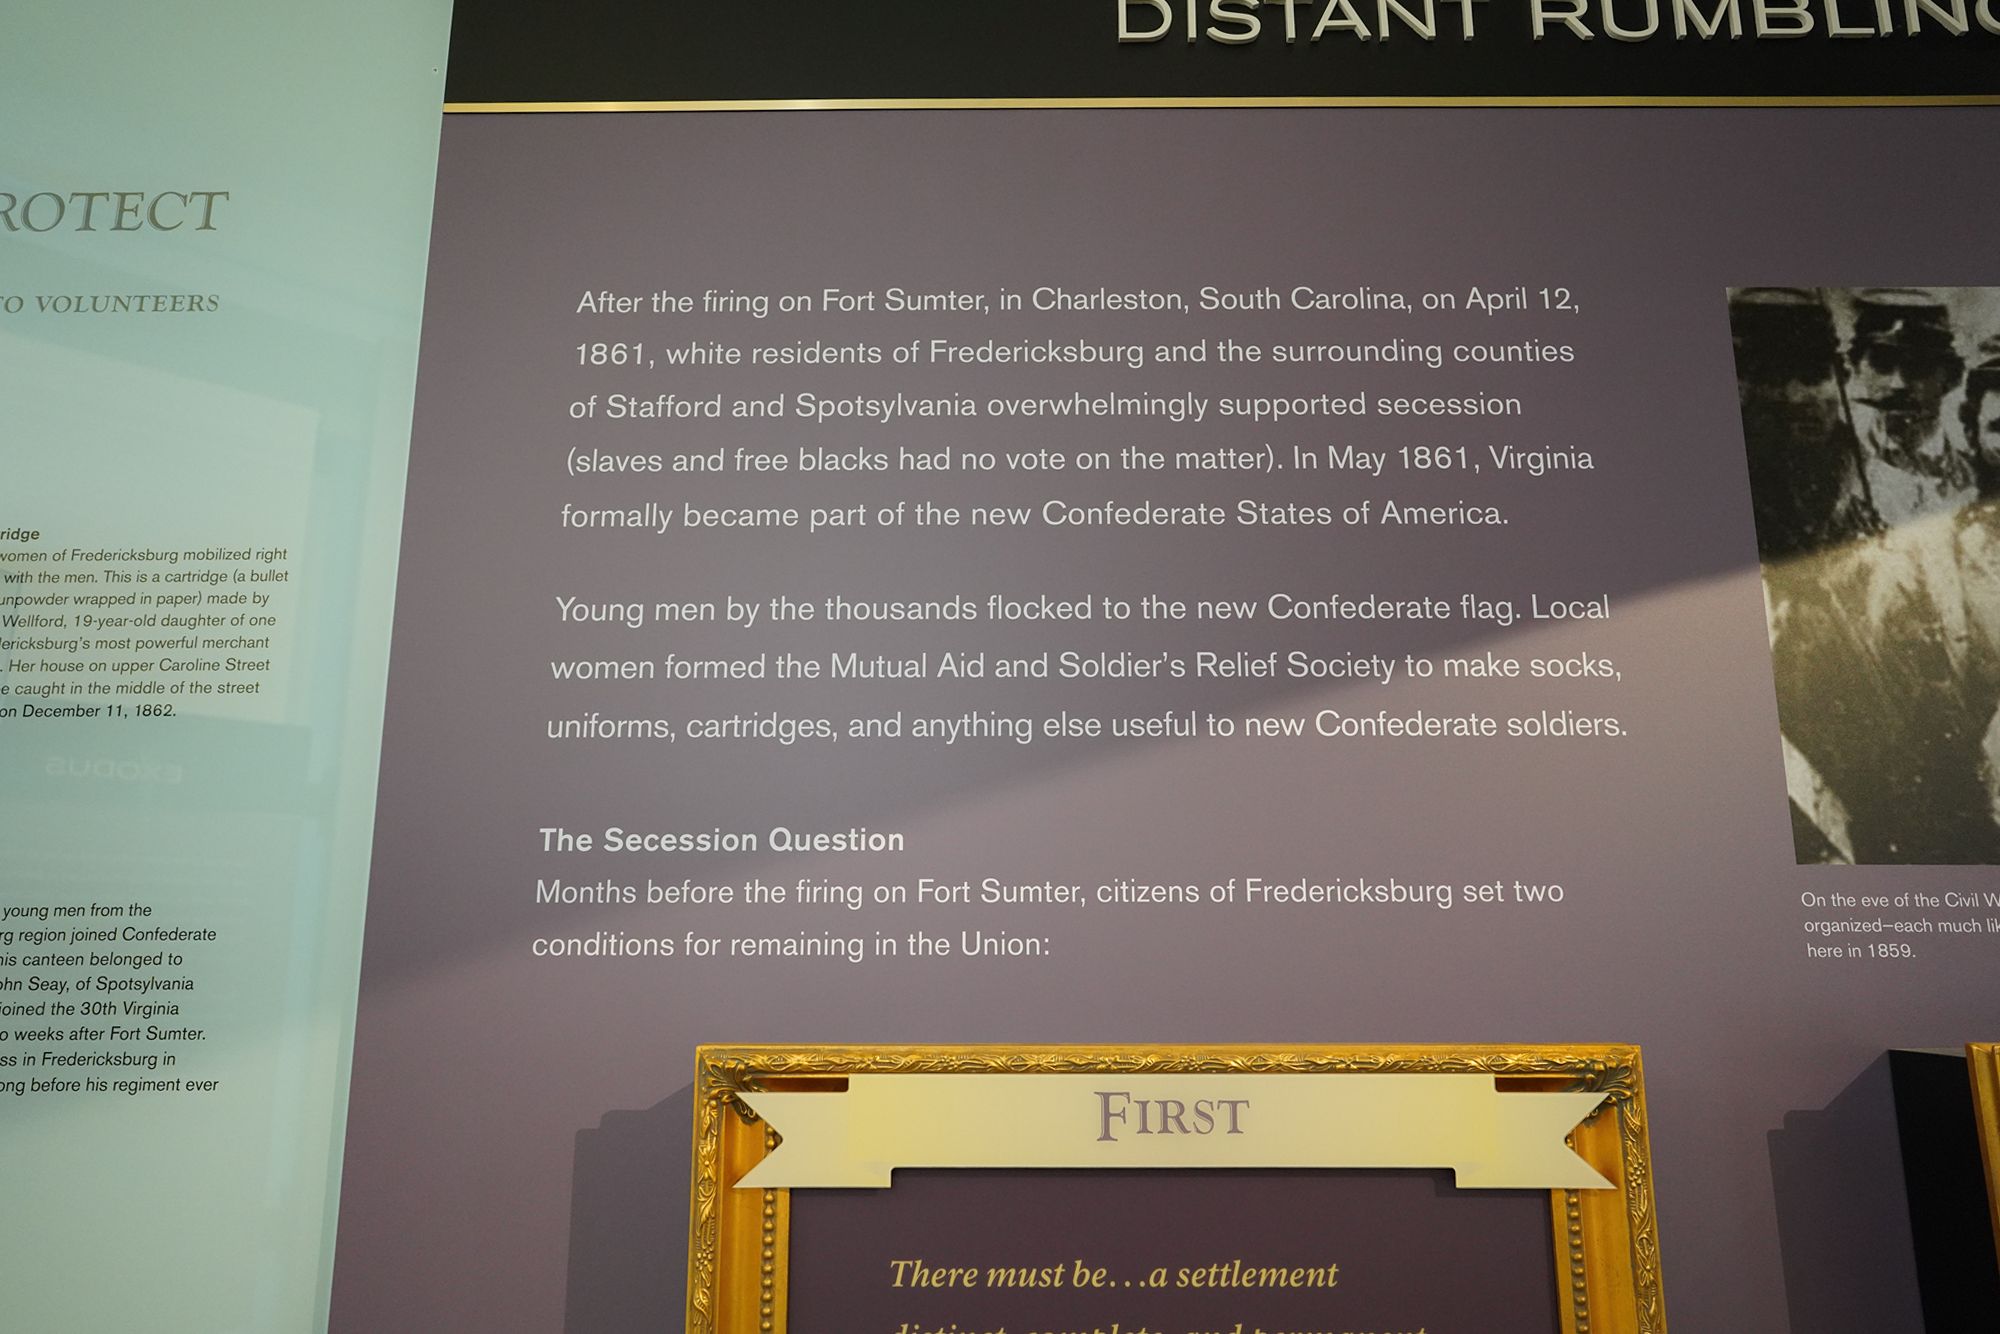 DISTANT
ROTECT
TO VOLUNTEERS
ridge
women of Fredericksburg mobilized right
with the men. This is a cartridge (a bullet
unpowder wrapped in paper) made by
Wellford, 19-year-old daughter of one
dericksburg's most powerful merchant
. Her house on upper Caroline Street
e caught in the middle of the street
on December 11, 1862.
EXODUS
young men from the
rg region joined Confederate
his canteen belonged to
ohn Seay, of Spotsylvania
joined the 30th Virginia
o weeks after Fort Sumter.
ss in Fredericksburg in
ong before his regiment ever
After the firing on Fort Sumter, in Charleston, South Carolina, on April 12,
1861, white residents of Fredericksburg and the surrounding counties
of Stafford and Spotsylvania overwhelmingly supported secession
(slaves and free blacks had no vote on the matter). In May 1861, Virginia
formally became part of the new Confederate States of America.
Young men by the thousands flocked to the new Confederate flag. Local
women formed the Mutual Aid and Soldier's Relief Society to make socks,
uniforms, cartridges, and anything else useful to new Confederate soldiers.
The Secession Question
Months before the firing on Fort Sumter, citizens of Fredericksburg set two
conditions for remaining in the Union:
FIRST
There must be...a settlement
distinct, complete, and permanent
On the eve of the Civil W
organized—each much lik
here in 1859.